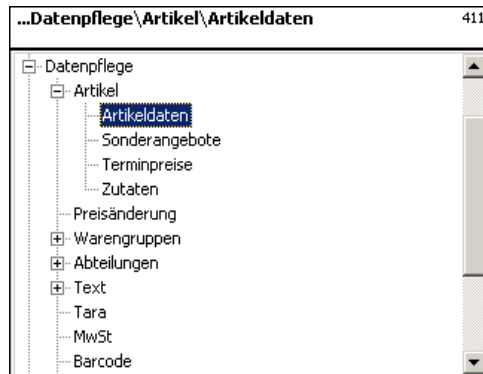 ...Datenpflege\Artikel\Artikeldaten 411
Datenpflege
Artikel
Artikeldaten
Sonderangebote
Terminpreise
Zutaten
Preisänderung
Warengruppen
Abteilungen
Text
Tara
MwSt
Barcode